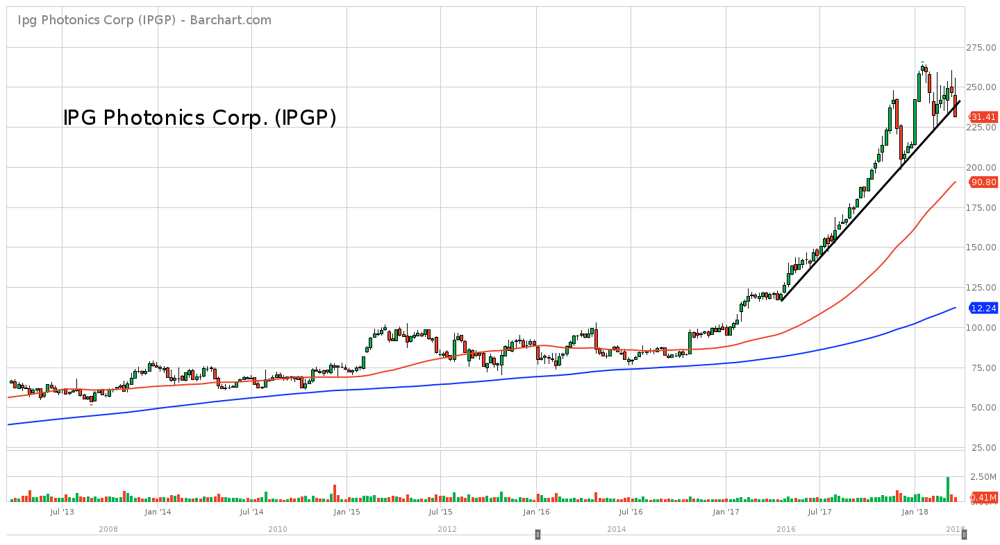 Ipg Photonics Corp (IPGP) - Barchart.com
IPG Photonics Corp. (IPGP)
275.00
250.00
31.41
225.00
200.00
90.80
175.00
150.00
125.00
12.24
100.00
75.00
50.00
25.00
2.50M
0.41M
Jul '13 Jan '14 Jul '14 Jan '15 Jul '15 Jan '16 Jul '16 Jan '17 Jul '17 Jan '18
2008 2010 2012 2014 2016 2018